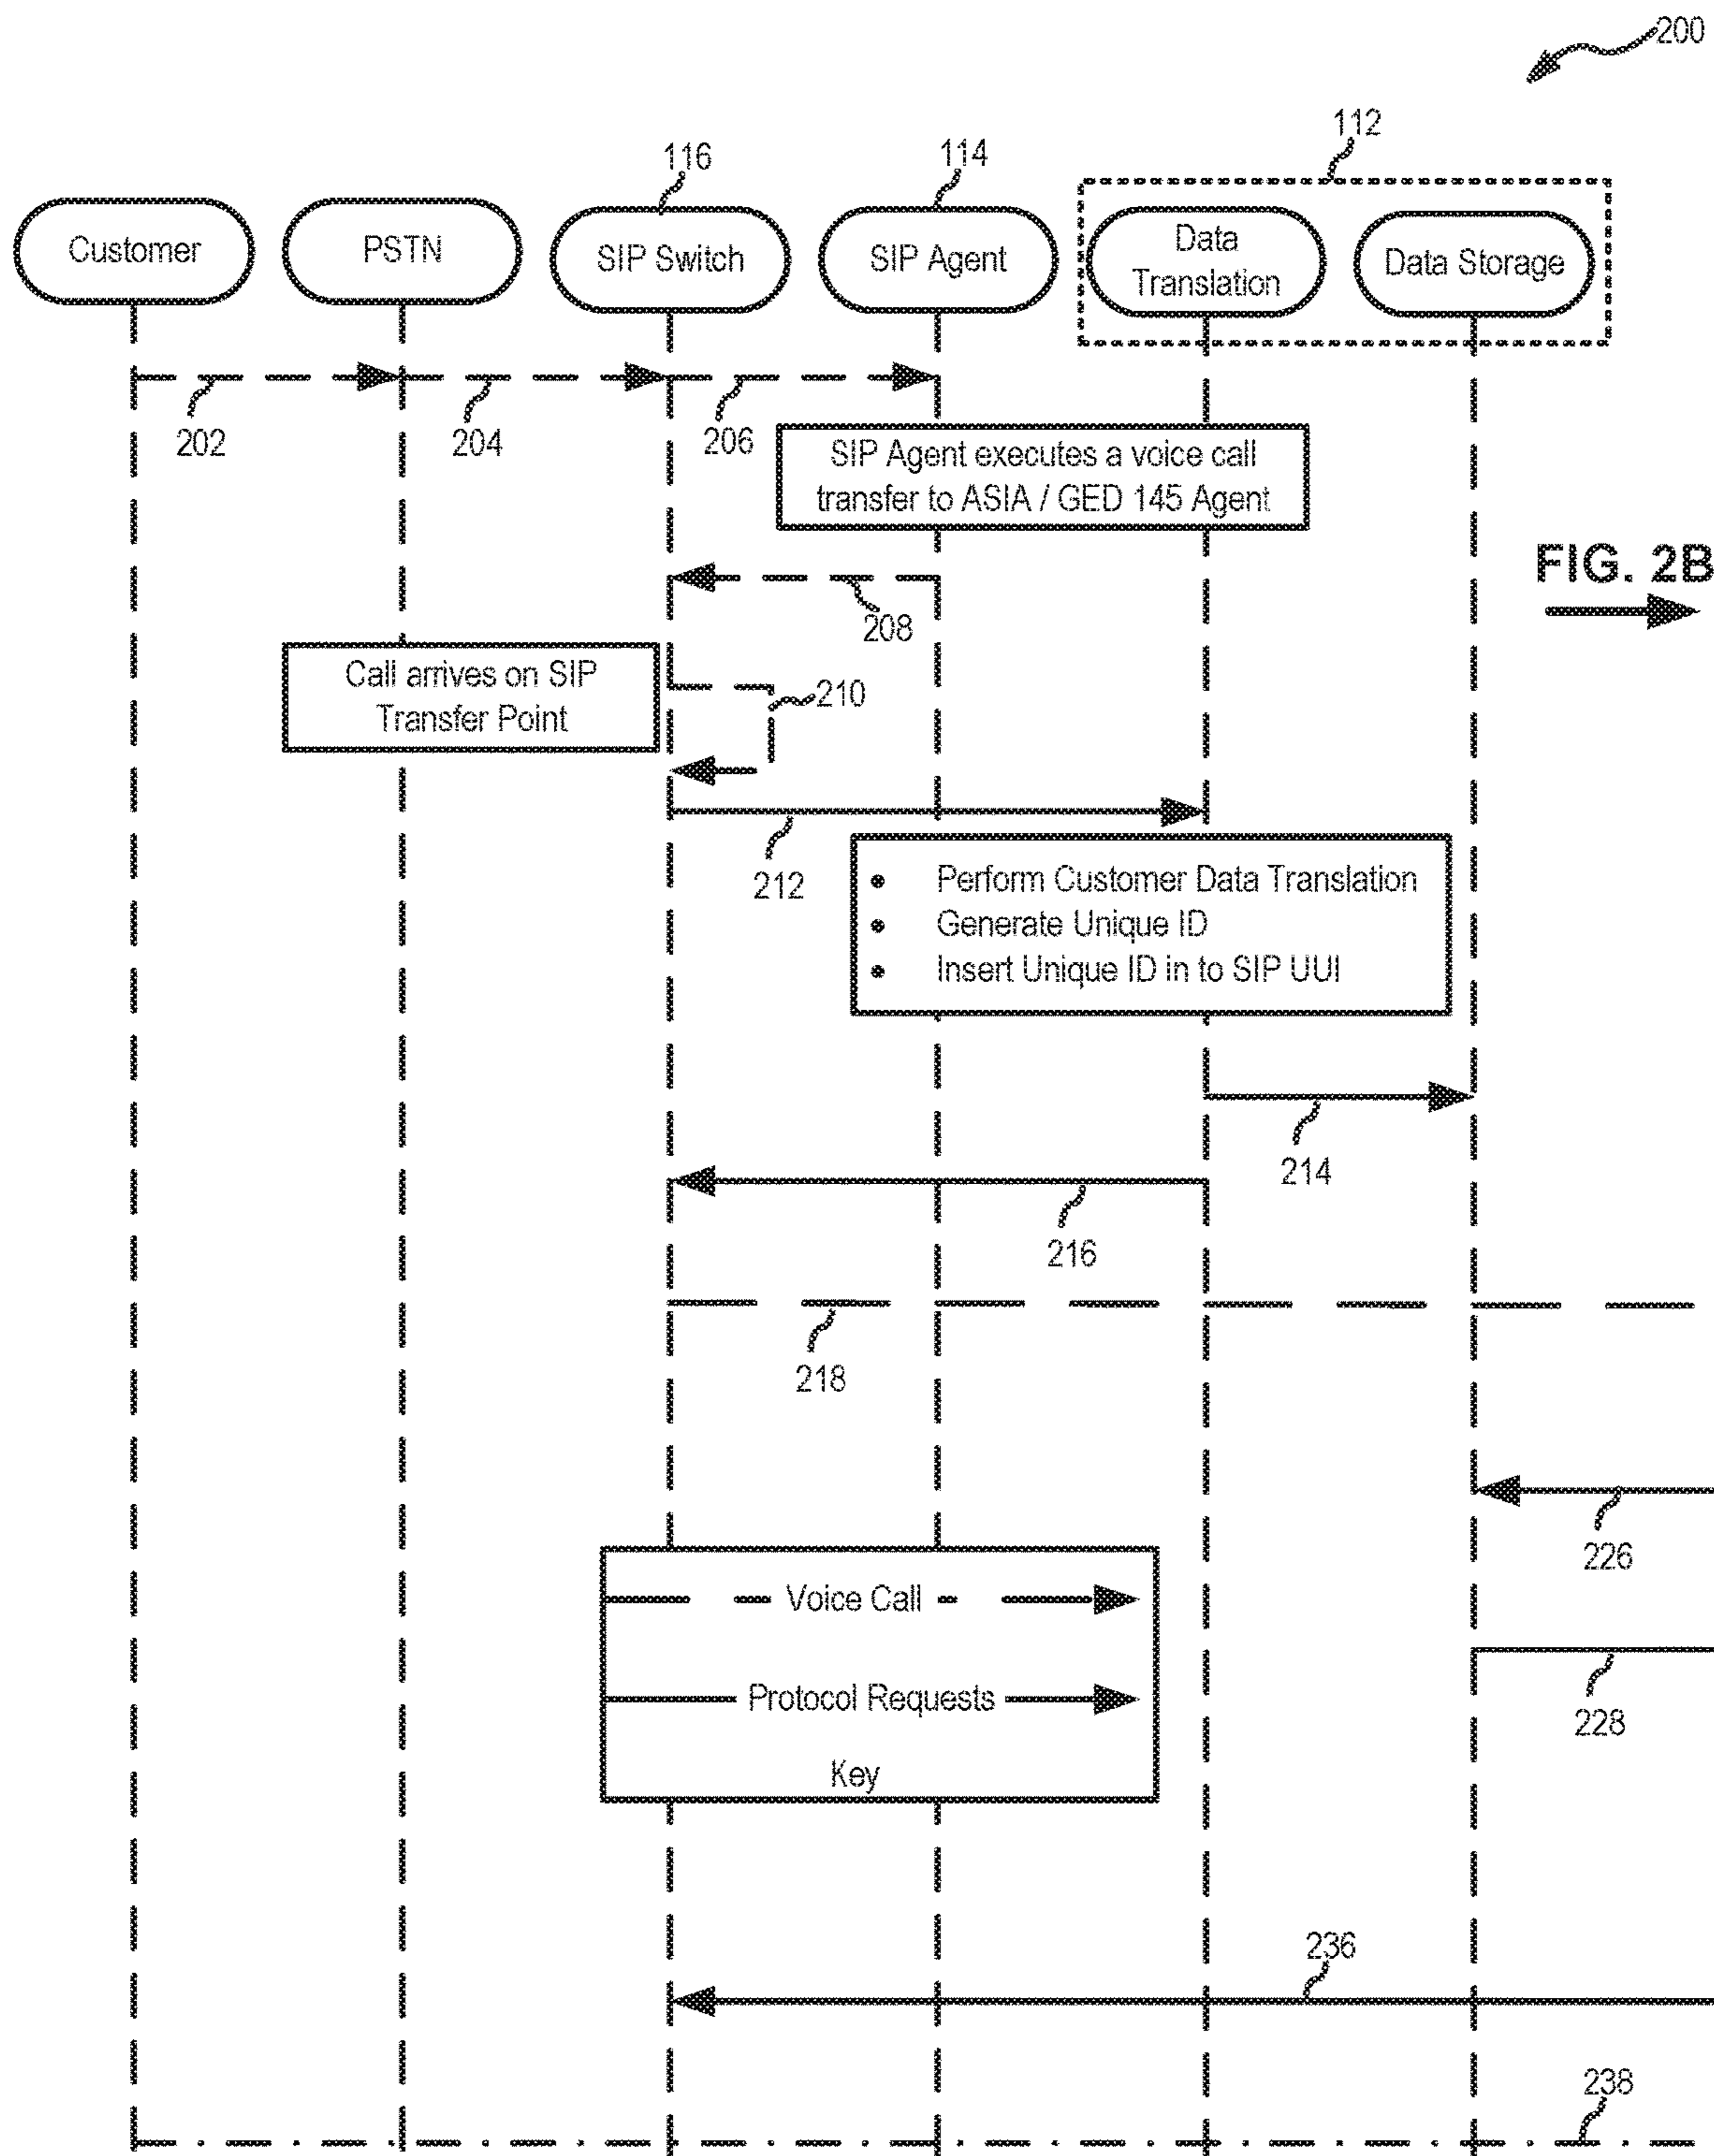 200
112
116
114
Customer
PSTN
SIP Switch
SIP Agent
Data
Translation
Data Storage
202
204
206
SIP Agent executes a voice call
transfer to ASIA / GED 145 Agent
FIG. 2B
208
Call arrives on SIP
Transfer Point
210
212
• Perform Customer Data Translation
• Generate Unique ID
• Insert Unique ID in to SIP UUI
214
216
218
226
Voice Call
228
Protocol Requests
Key
236
238